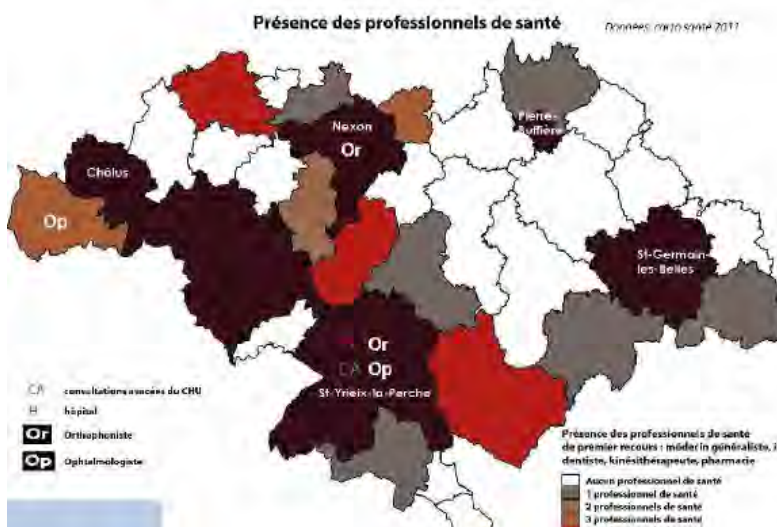 Présence des professionnels de santé
Données: carto santé 2011
Nexon
Or
Pierre-
Buffière
Châlus
Op
St-Germain-
les-Belles
Or
CA Op
St-Yrieix-la-Perche
CA consultations avancées du CHU
H hôpital
Or Orthophoniste
Op Ophtalmologiste
Présence des professionnels de santé
de premier recours : médecin généraliste, i
dentiste, kinésithérapeute, pharmacie
Aucun professionnel de santé
1 professionnel de santé
2 professionnels de santé
3 professionnels de santé